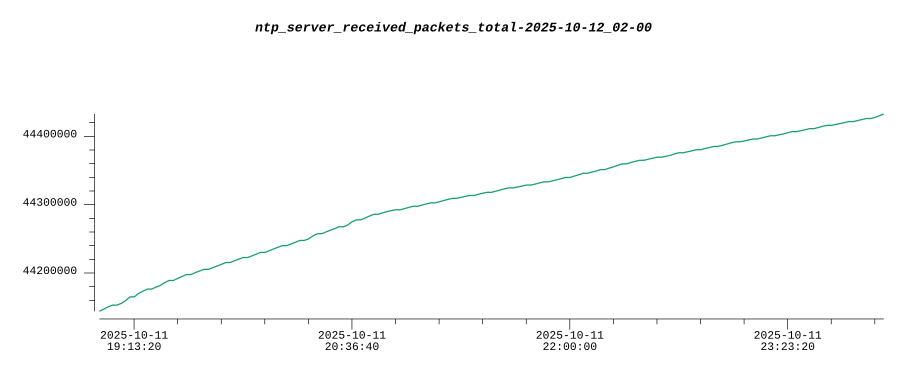 ntp_server_received_packets_total-2025-10-12_02-00
44400000
44300000
44200000
2025-10-11 2025-10-11 2025-10-11 2025-10-11
19:13:20 20:36:40 22:00:00 23:23:20